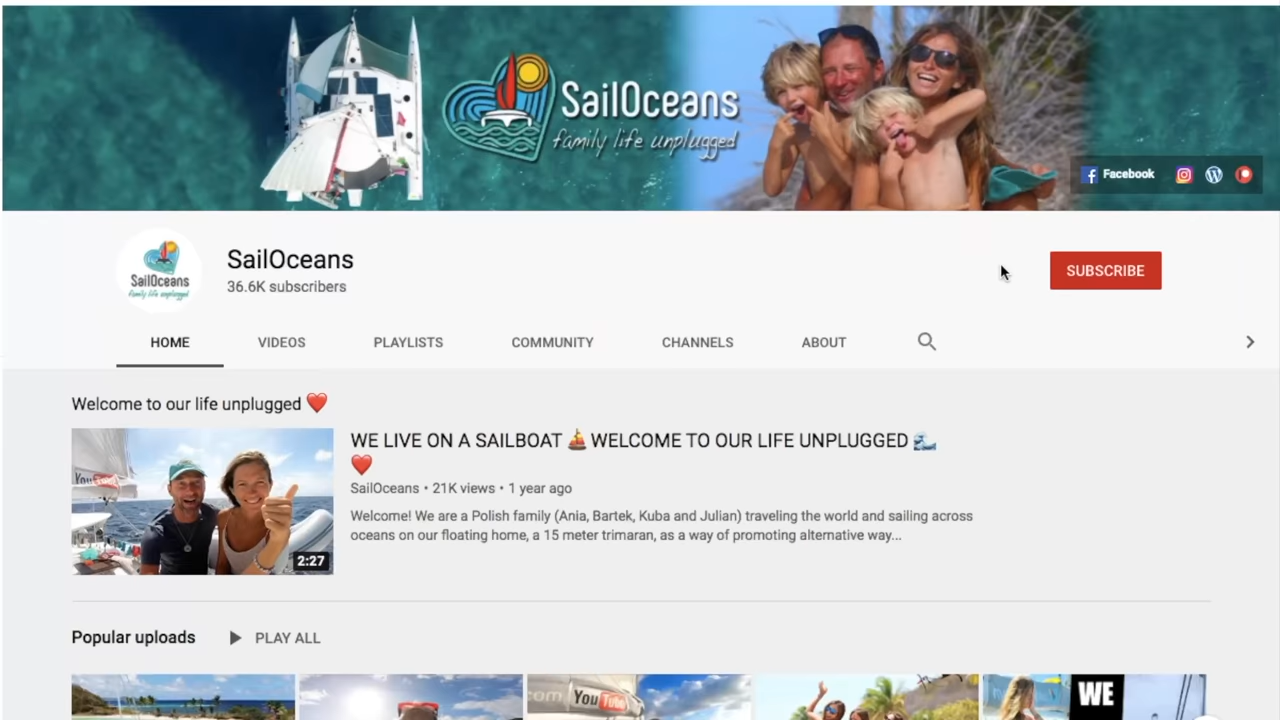 SailOceans
family life unplugged
Facebook
SailOceans
family life unplugged
SailOceans
36.6K subscribers
SUBSCRIBE
HOME VIDEOS PLAYLISTS COMMUNITY CHANNELS ABOUT
Welcome to our life unplugged ❤️
WE LIVE ON A SAILBOAT ⛵ WELCOME TO OUR LIFE UNPLUGGED 🌊
❤️
SailOceans • 21K views • 1 year ago
Welcome! We are a Polish family (Ania, Bartek, Kuba and Julian) traveling the world and sailing across
oceans on our floating home, a 15 meter trimaran, as a way of promoting alternative way...
YouTube
2:27
Popular uploads PLAY ALL
com YouTube
WE